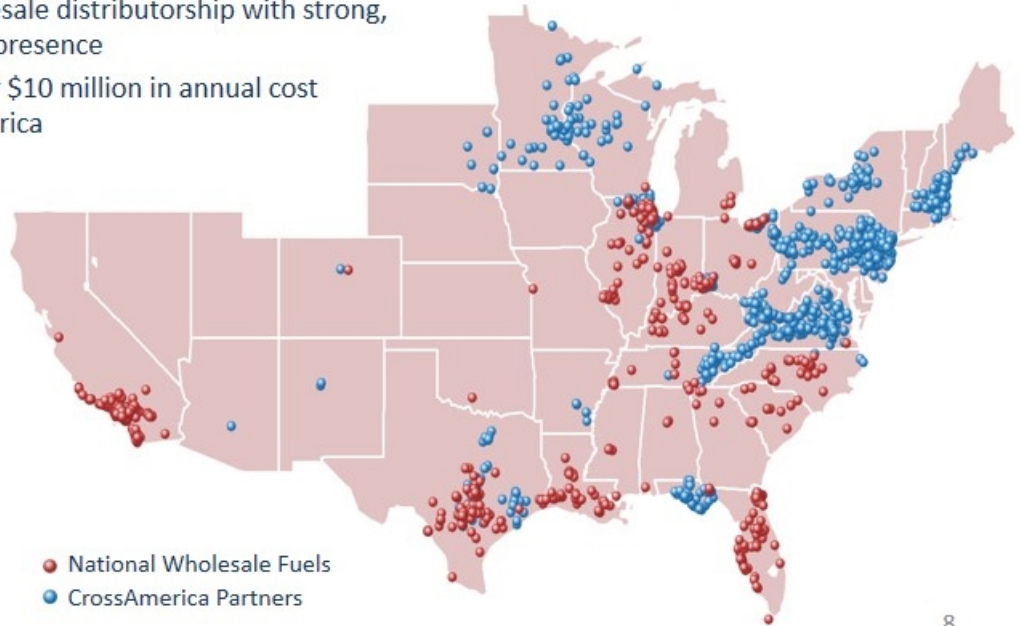 sale distributorship with strong,
presence
$10 million in annual cost
rica
National Wholesale Fuels
CrossAmerica Partners
8